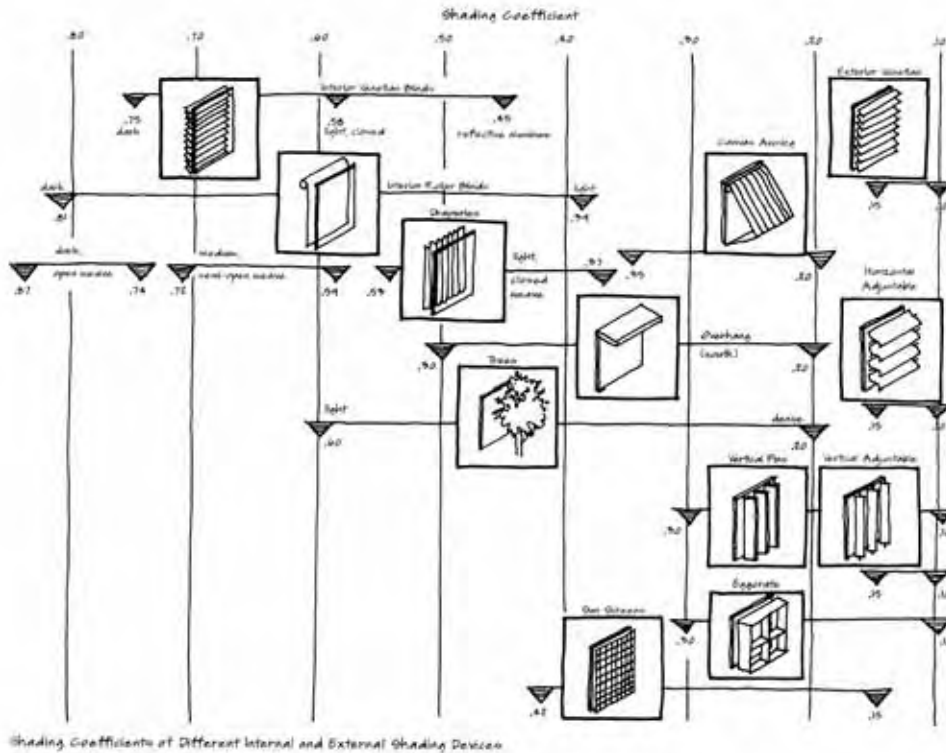 Shading Coefficient
.80 .70 .60 .50 .40 .30 .20 .10
Exterior Venetian
Interior Venetian Blinds
.75 .58 .45
dark light, closed reflective aluminum
Canvas Awning
.15
dark Interior Roller Blinds light
.81 .39
Draperies
dark medium light, .37
open weave semi-open weave closed
weave
.87 .74 .72 .59 .55
.35 .20
Horizontal
Adjustable
Overhang
(south)
.20
Trees
.15
light dense
.60 .20
Vertical Fins Vertical Adjustable
.30
.15
Eggcrate
.30
Sun Screens
.42 .15
Shading Coefficients of Different Internal and External Shading Devices